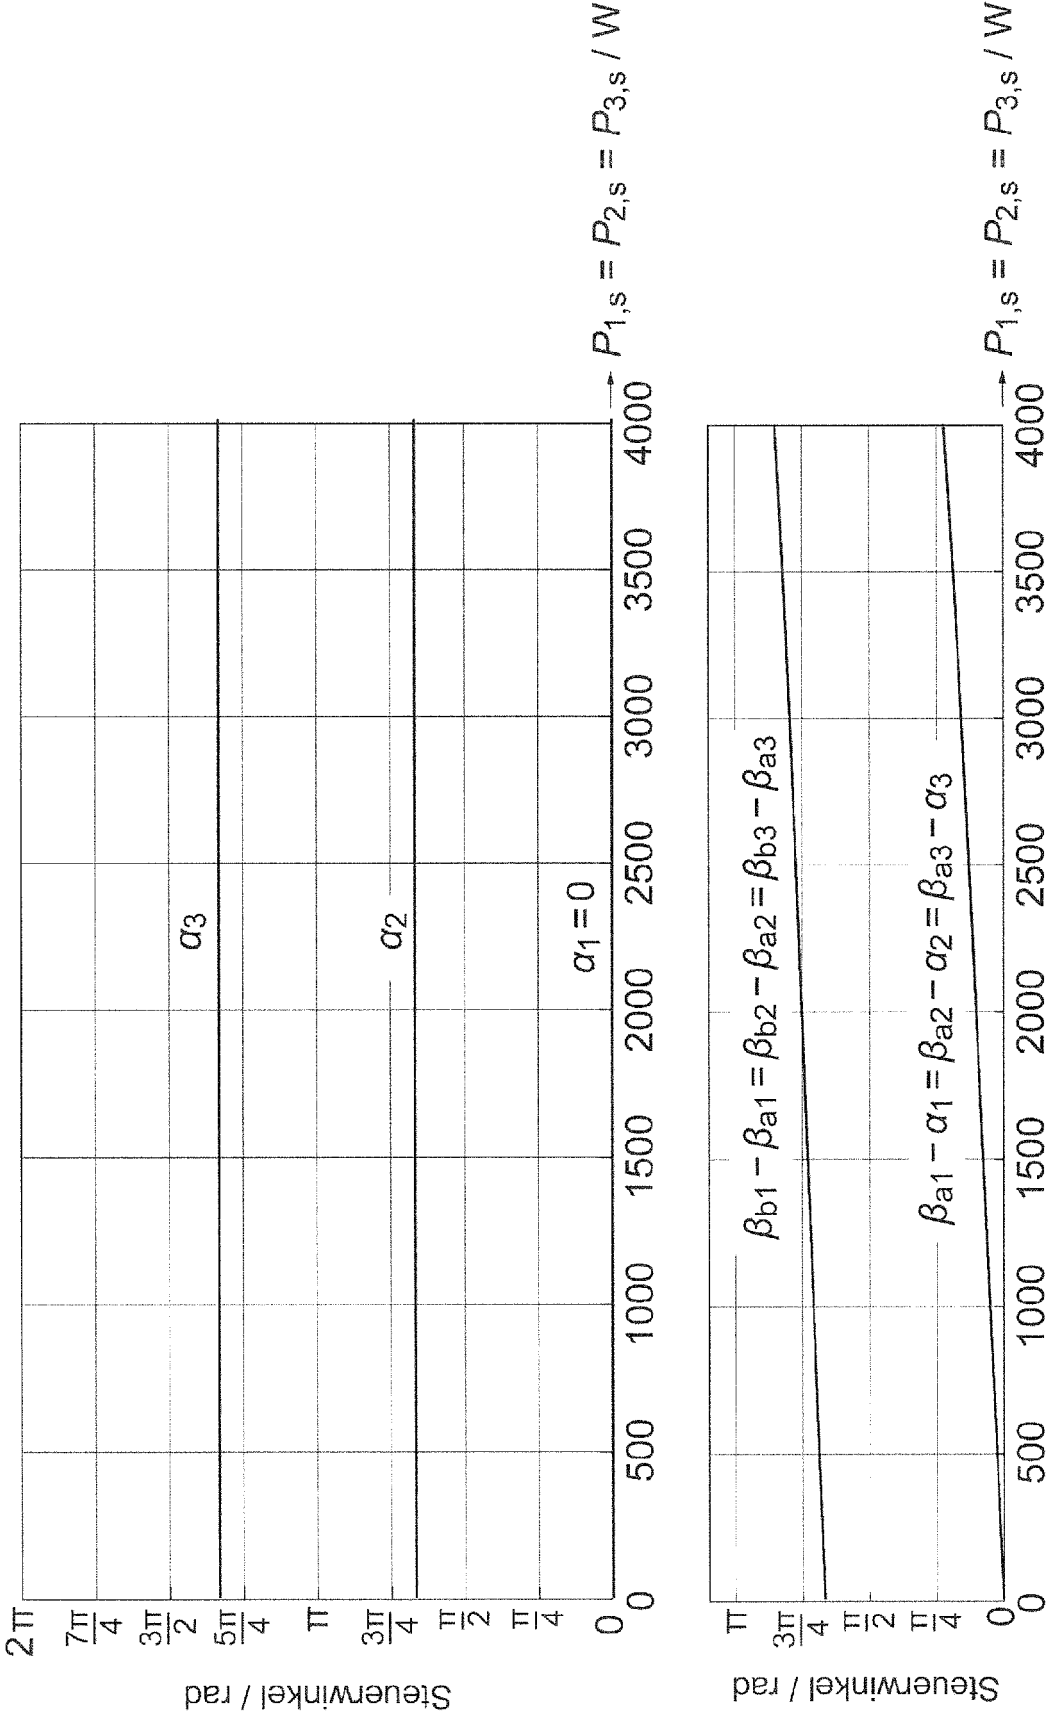 Steuerwinkel / rad
2π
7π/4
3π/2
5π/4
π
3π/4
π/2
π/4
0
α3
α2
α1 = 0
0 500 1000 1500 2000 2500 3000 3500 4000
P1,s = P2,s = P3,s / W
Steuerwinkel / rad
π
3π/4
π/2
π/4
0
βb1 − βa1 = βb2 − βa2 = βb3 − βa3
βa1 − α1 = βa2 − α2 = βa3 − α3
0 500 1000 1500 2000 2500 3000 3500 4000
P1,s = P2,s = P3,s / W